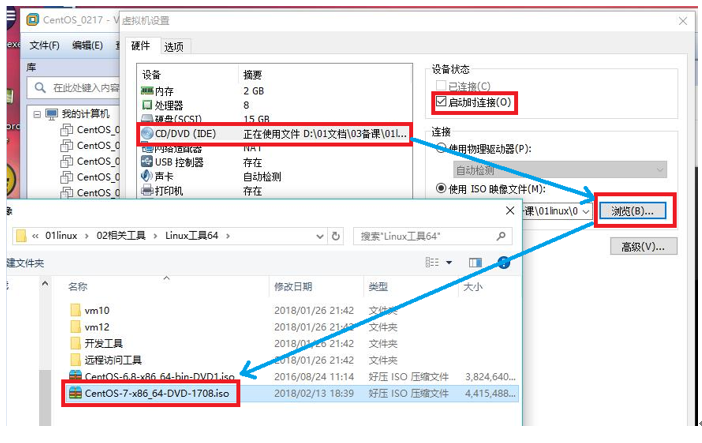 CentOS_0217 - V
虚拟机设置
文件(F) 编辑(E)
硬件 选项
库
在此处键入内容
我的计算机
CentOS_0
CentOS_0
CentOS_0
CentOS_0
设备 摘要
内存 2 GB
处理器 8
硬盘(SCSI) 15 GB
CD/DVD (IDE) 正在使用文件 D:\01文档\03备课\01l...
网络适配器 NAT
USB 控制器 存在
声卡 自动检测
打印机 存在
设备状态
已连接(C)
启动时连接(O)
连接
使用物理驱动器(P):
自动检测
使用 ISO 映像文件(M):
课\01linux\0
浏览(B)...
高级(V)...
像
« 01linux > 02相关工具 > Linux工具64 >
搜索"Linux工具64"
建文件夹
名称 修改日期 类型 大小
vm10 2018/01/26 21:42 文件夹
vm12 2018/01/26 21:42 文件夹
开发工具 2018/01/26 21:42 文件夹
远程访问工具 2018/01/26 21:42 文件夹
CentOS-6.8-x86_64-bin-DVD1.iso 2016/08/24 11:14 好压 ISO 压缩文件 3,824,640...
CentOS-7-x86_64-DVD-1708.iso 2018/02/13 18:39 好压 ISO 压缩文件 4,415,488...